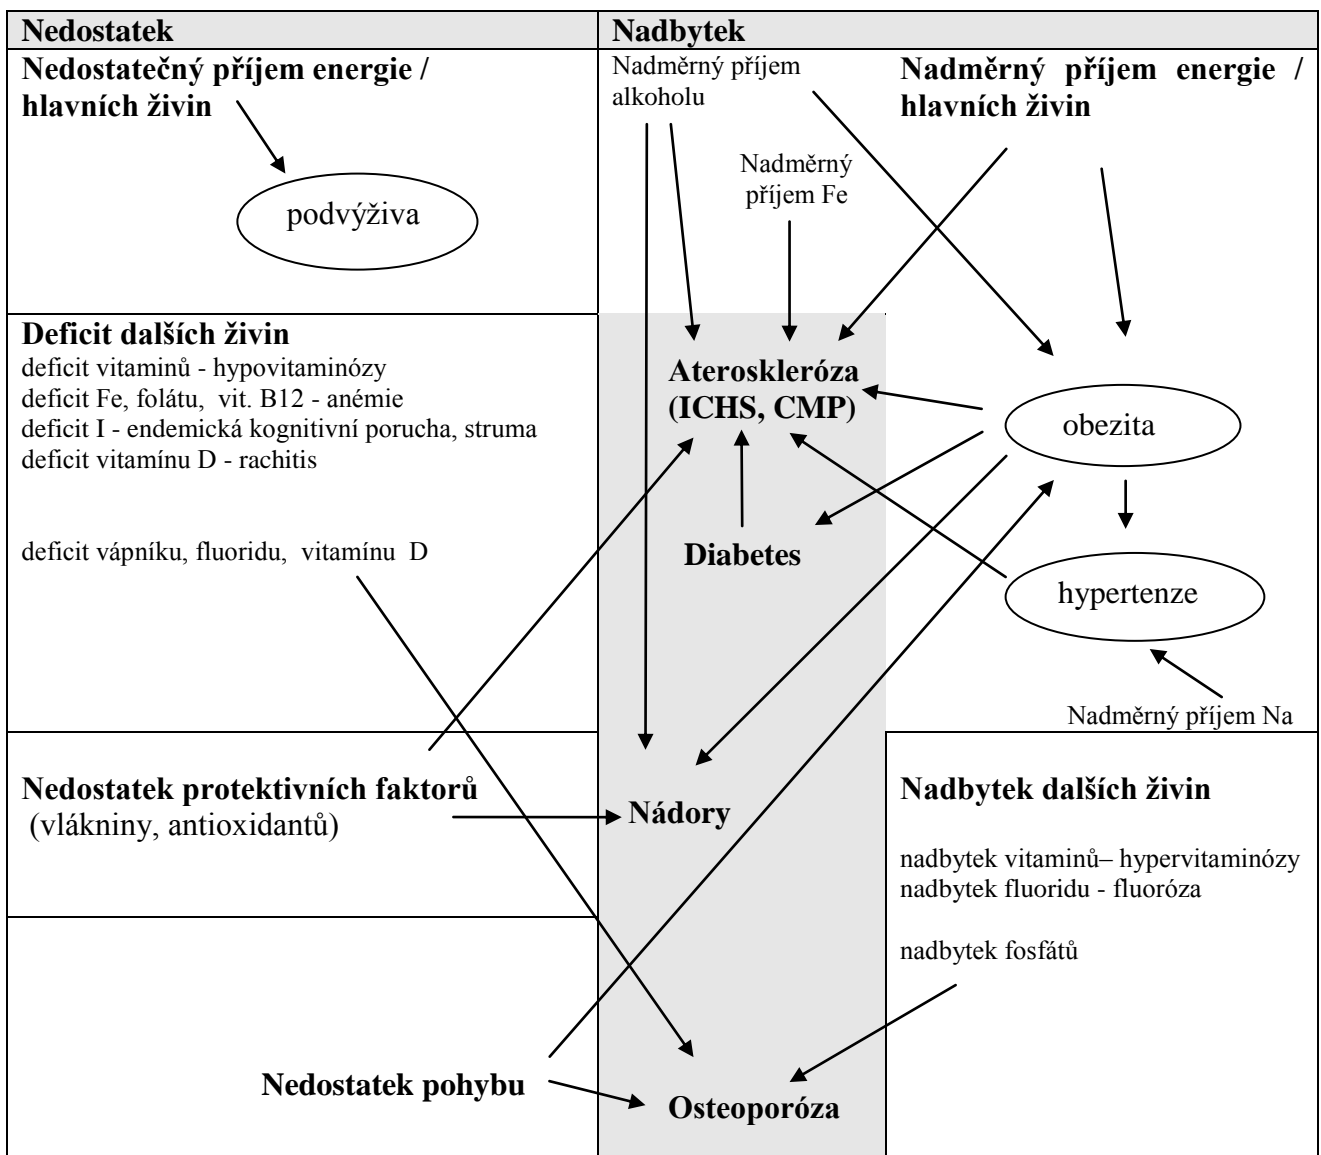 Nedostatek
Nadbytek
Nedostatečný příjem energie /
hlavních živin
podvýživa
Nadměrný příjem
alkoholu
Nadměrný příjem energie /
hlavních živin
Nadměrný
příjem Fe
Deficit dalších živin
deficit vitaminů - hypovitaminózy
deficit Fe, folátu, vit. B12 - anémie
deficit I - endemická kognitivní porucha, struma
deficit vitamínu D - rachitis
deficit vápníku, fluoridu, vitamínu D
Ateroskleróza
(ICHS, CMP)
obezita
Diabetes
hypertenze
Nadměrný příjem Na
Nedostatek protektivních faktorů
(vlákniny, antioxidantů)
Nádory
Nadbytek dalších živin
nadbytek vitaminů– hypervitaminózy
nadbytek fluoridu - fluoróza
nadbytek fosfátů
Nedostatek pohybu
Osteoporóza